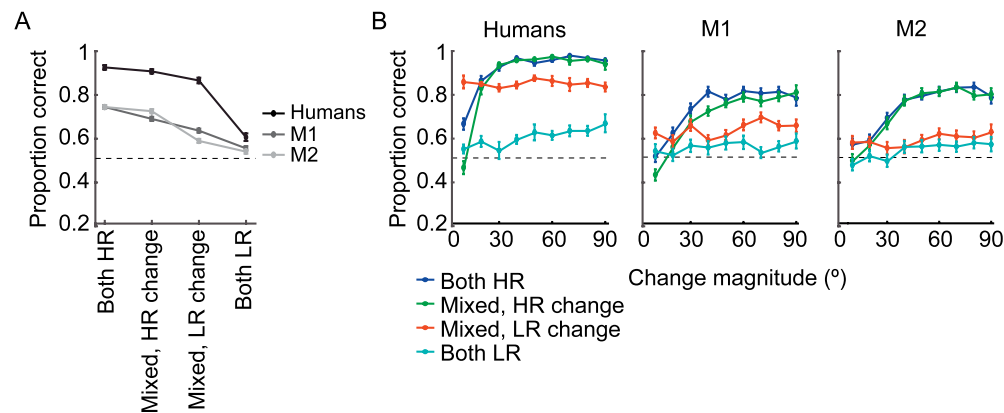 A
Proportion correct
1
0.8
0.6
0.4
0.2
Both HR
Mixed, HR change
Mixed, LR change
Both LR
Humans
M1
M2
B
Humans
M1
M2
Proportion correct
1
0.8
0.6
0.4
0.2
0 30 60 90
0 30 60 90
0 30 60 90
Change magnitude (º)
Both HR
Mixed, HR change
Mixed, LR change
Both LR